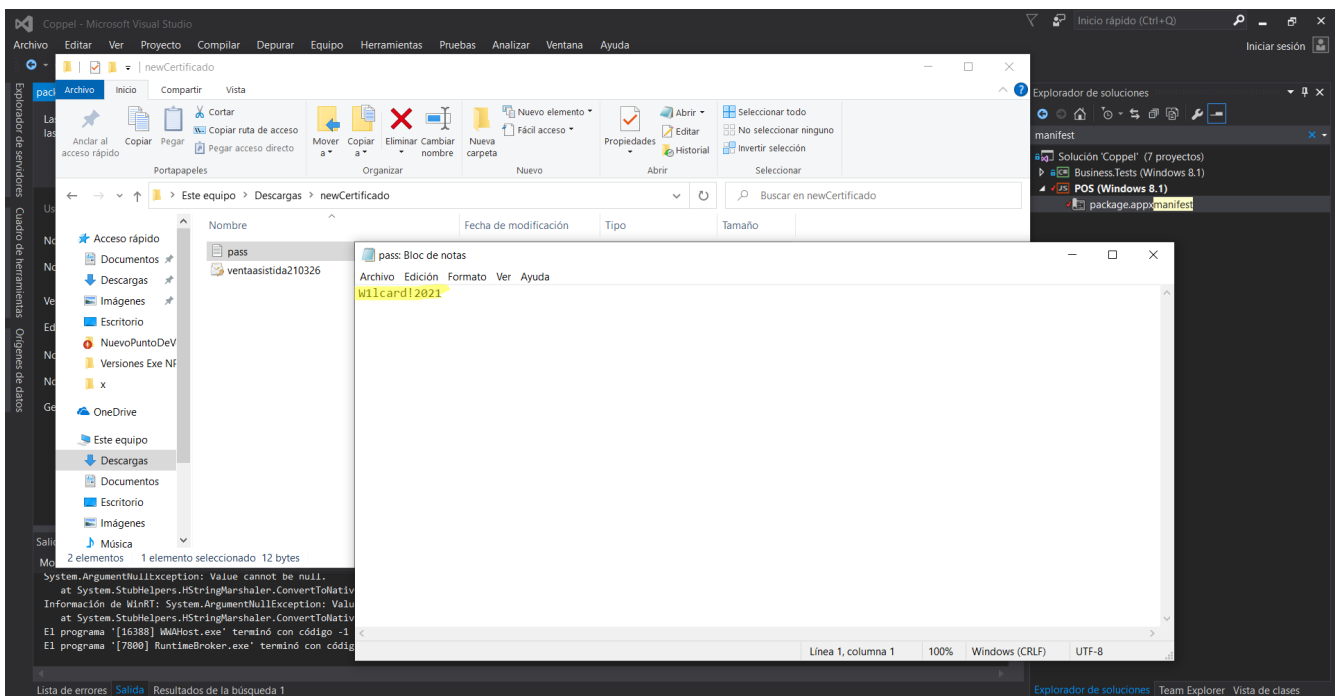 Coppel - Microsoft Visual Studio
Inicio rápido (Ctrl+Q)
Archivo Editar Ver Proyecto Compilar Depurar Equipo Herramientas Pruebas Analizar Ventana Ayuda
Iniciar sesión
newCertificado
Archivo Inicio Compartir Vista
Anclar al acceso rápido
Copiar
Pegar
Cortar
Copiar ruta de acceso
Pegar acceso directo
Portapapeles
Mover a
Copiar a
Eliminar
Cambiar nombre
Organizar
Nueva carpeta
Nuevo elemento
Fácil acceso
Nuevo
Propiedades
Abrir
Editar
Historial
Abrir
Seleccionar todo
No seleccionar ninguno
Invertir selección
Seleccionar
Este equipo > Descargas > newCertificado
Buscar en newCertificado
Nombre Fecha de modificación Tipo Tamaño
pass
ventaasistida210326
Acceso rápido
Documentos
Descargas
Imágenes
Escritorio
NuevoPuntoDeV
Versiones Exe NF
x
OneDrive
Este equipo
Descargas
Documentos
Escritorio
Imágenes
Música
2 elementos 1 elemento seleccionado 12 bytes
pass: Bloc de notas
Archivo Edición Formato Ver Ayuda
W1lcard!2021
Línea 1, columna 1 100% Windows (CRLF) UTF-8
Explorador de soluciones
manifest
Solución 'Coppel' (7 proyectos)
Business.Tests (Windows 8.1)
POS (Windows 8.1)
package.appxmanifest
Explorador de servidores
Cuadro de herramientas
Orígenes de datos
System.ArgumentNullException: Value cannot be null.
at System.StubHelpers.HStringMarshaler.ConvertToNativ
Información de WinRT: System.ArgumentNullException: Valu
at System.StubHelpers.HStringMarshaler.ConvertToNativ
El programa '[16388] WWAHost.exe' terminó con código -1
El programa '[7800] RuntimeBroker.exe' terminó con códig
Lista de errores Salida Resultados de la búsqueda 1
Explorador de soluciones Team Explorer Vista de clases